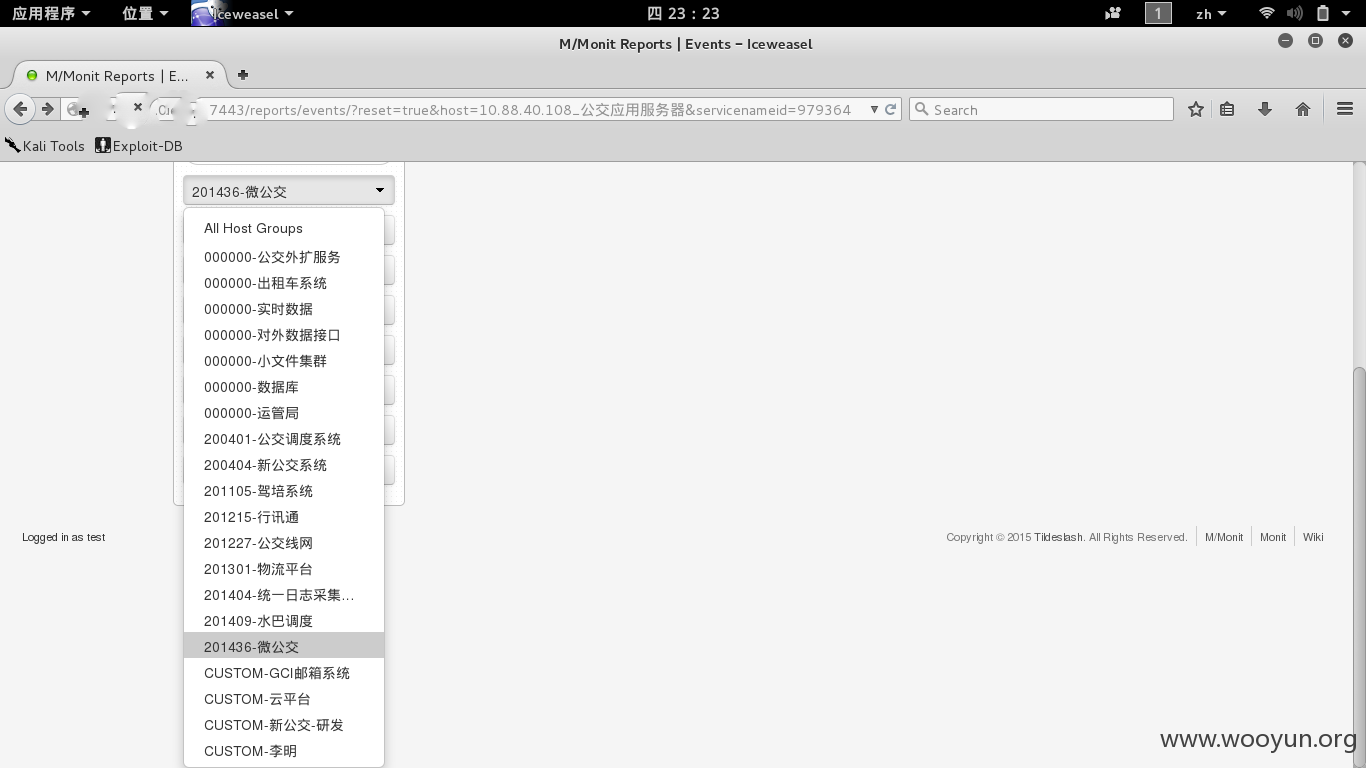 应用程序 位置 Iceweasel 四 23：23 1 zh
M/Monit Reports | Events – Iceweasel
M/Monit Reports | E...
7443/reports/events/?reset=true&host=10.88.40.108_公交应用服务器&servicenameid=979364 Search
Kali Tools Exploit-DB
201436-微公交
All Host Groups
000000-公交外扩服务
000000-出租车系统
000000-实时数据
000000-对外数据接口
000000-小文件集群
000000-数据库
000000-运管局
200401-公交调度系统
200404-新公交系统
201105-驾培系统
201215-行讯通
201227-公交线网
201301-物流平台
201404-统一日志采集...
201409-水巴调度
201436-微公交
CUSTOM-GCI邮箱系统
CUSTOM-云平台
CUSTOM-新公交-研发
CUSTOM-李明
Logged in as test
Copyright © 2015 Tildeslash. All Rights Reserved. M/Monit Monit Wiki
www.wooyun.org